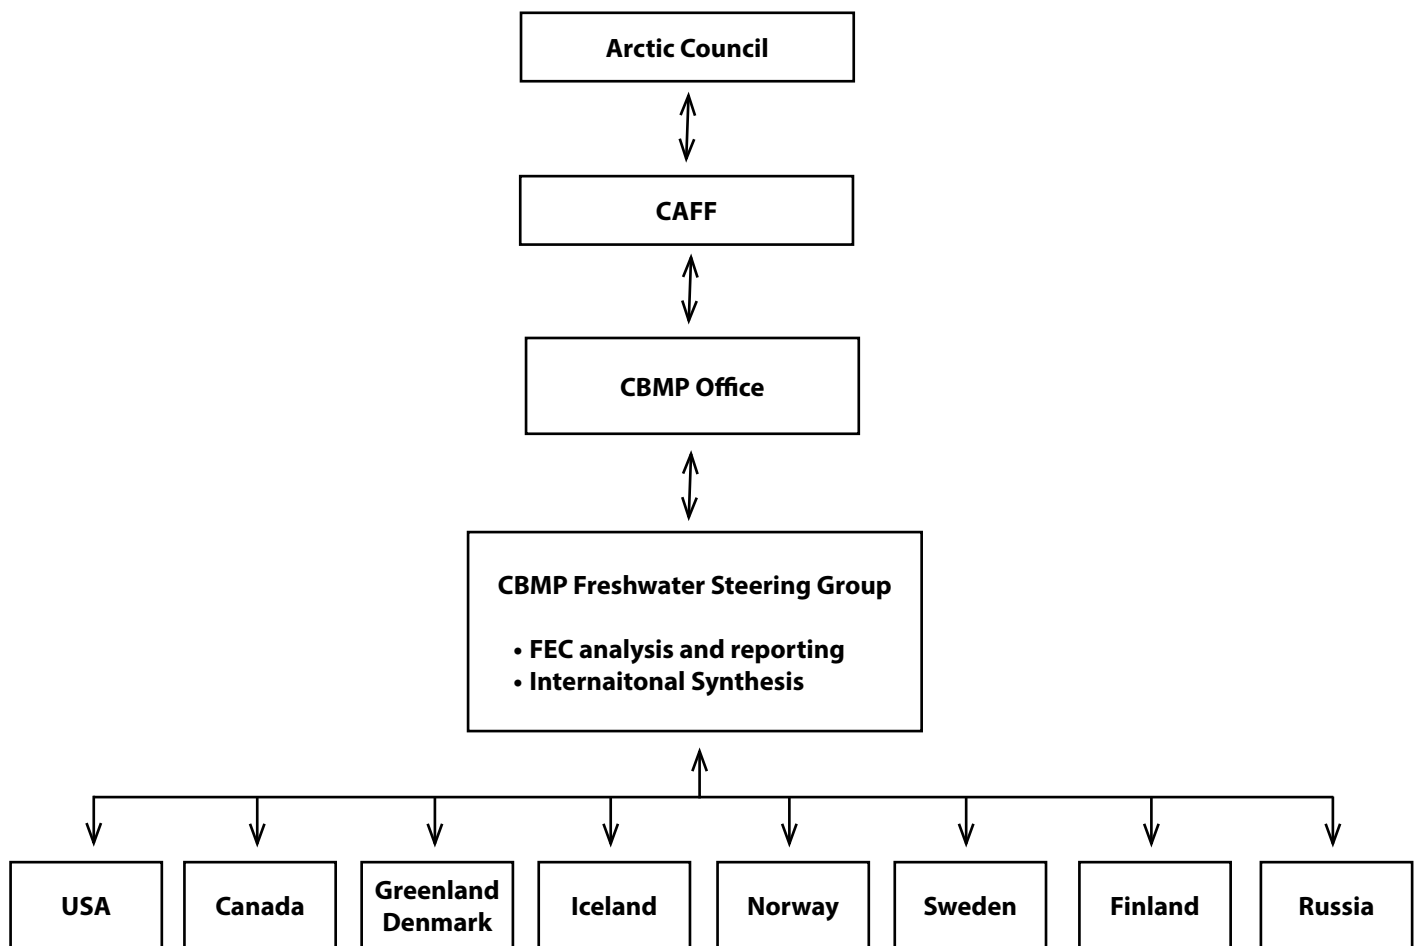 Arctic Council
CAFF
CBMP Office
CBMP Freshwater Steering Group
• FEC analysis and reporting
• Internaitonal Synthesis
USA
Canada
Greenland
Denmark
Iceland
Norway
Sweden
Finland
Russia